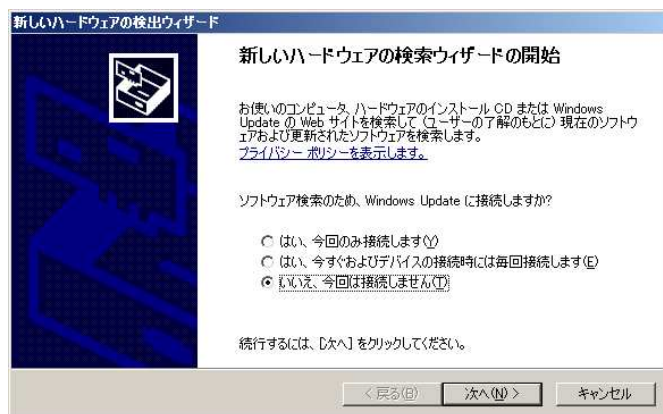 新しいハードウェアの検出ウィザード
新しいハードウェアの検索ウィザードの開始
お使いのコンピュータ、ハードウェアのインストール CD または Windows
Update の Web サイトを検索して (ユーザーの了解のもとに) 現在のソフトウ
ェアおよび更新されたソフトウェアを検索します。
プライバシー ポリシーを表示します。
ソフトウェア検索のため、Windows Update に接続しますか?
はい、今回のみ接続します(Y)
はい、今すぐおよびデバイスの接続時には毎回接続します(E)
いいえ、今回は接続しません(T)
続行するには、[次へ] をクリックしてください。
< 戻る(B)
次へ(N) >
キャンセル